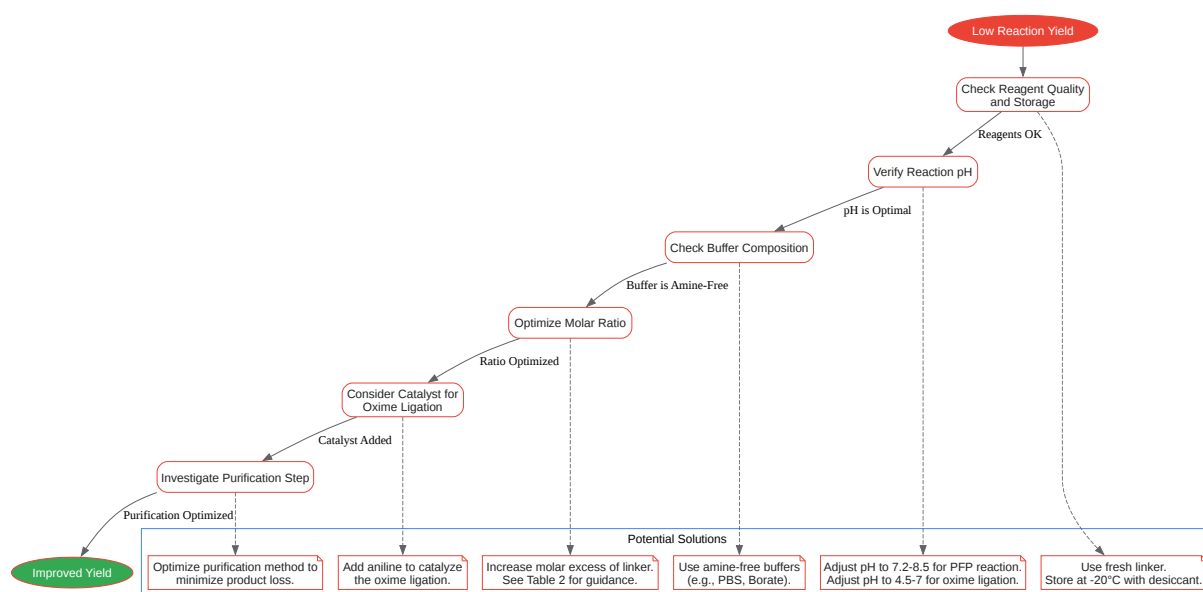 Low Reaction Yield
Check Reagent Quality
and Storage
Reagents OK
Verify Reaction pH
pH is Optimal
Check Buffer Composition
Buffer is Amine-Free
Optimize Molar Ratio
Ratio Optimized
Consider Catalyst for
Oxime Ligation
Catalyst Added
Investigate Purification Step
Purification Optimized
Improved Yield
Potential Solutions
Optimize purification method to
minimize product loss.
Add aniline to catalyze
the oxime ligation.
Increase molar excess of linker.
See Table 2 for guidance.
Use amine-free buffers
(e.g., PBS, Borate).
Adjust pH to 7.2-8.5 for PFP reaction.
Adjust pH to 4.5-7 for oxime ligation.
Use fresh linker.
Store at -20°C with desiccant.